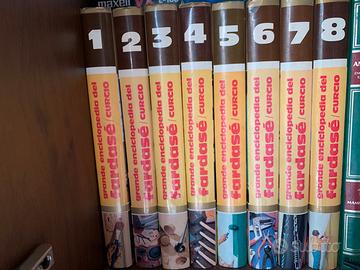 maxell
1
grande enciclopedia del
fardasé / CURCIO
2
grande enciclopedia del
fardasé / CURCIO
3
grande enciclopedia del
fardasé / CURCIO
4
grande enciclopedia del
fardasé / CURCIO
5
grande enciclopedia del
fardasé / CURCIO
6
grande enciclopedia del
fardasé / CURCIO
7
grande enciclopedia del
fardasé / CURCIO
8
grande enciclopedia del
fardasé / CURCIO